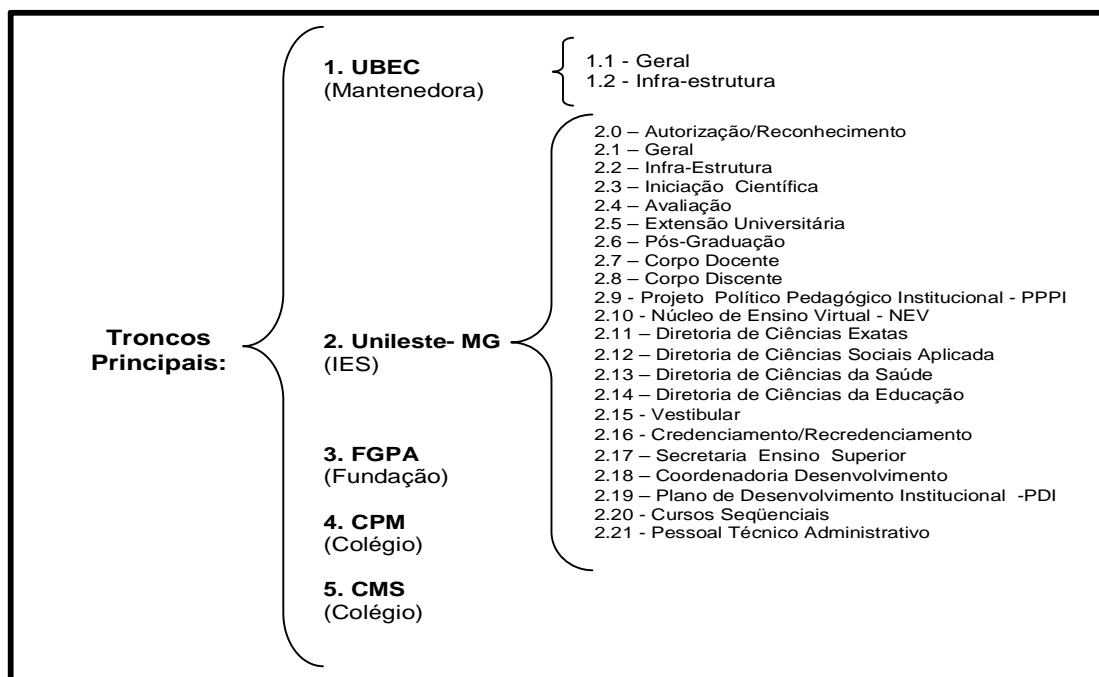 Troncos
Principais:
1. UBEC
(Mantenedora)
1.1 - Geral
1.2 - Infra-estrutura
2. Unileste- MG
(IES)
2.0 – Autorização/Reconhecimento
2.1 – Geral
2.2 – Infra-Estrutura
2.3 – Iniciação Científica
2.4 – Avaliação
2.5 – Extensão Universitária
2.6 – Pós-Graduação
2.7 – Corpo Docente
2.8 – Corpo Discente
2.9 - Projeto Político Pedagógico Institucional - PPPI
2.10 - Núcleo de Ensino Virtual - NEV
2.11 – Diretoria de Ciências Exatas
2.12 – Diretoria de Ciências Sociais Aplicada
2.13 – Diretoria de Ciências da Saúde
2.14 – Diretoria de Ciências da Educação
2.15 - Vestibular
2.16 - Credenciamento/Recredenciamento
2.17 – Secretaria Ensino Superior
2.18 – Coordenadoria Desenvolvimento
2.19 – Plano de Desenvolvimento Institucional -PDI
2.20 - Cursos Seqüenciais
2.21 - Pessoal Técnico Administrativo
3. FGPA
(Fundação)
4. CPM
(Colégio)
5. CMS
(Colégio)